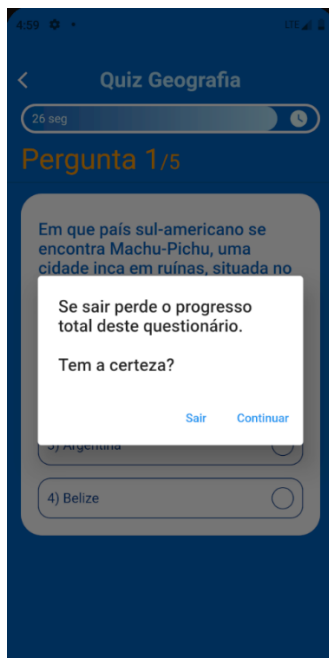 4:59
LTE
Quiz Geografia
26 seg
Pergunta 1/5
Em que país sul-americano se
encontra Machu-Pichu, uma
cidade inca em ruínas, situada no
Se sair perde o progresso
total deste questionário.
Tem a certeza?
Sair Continuar
3) Argentina
4) Belize